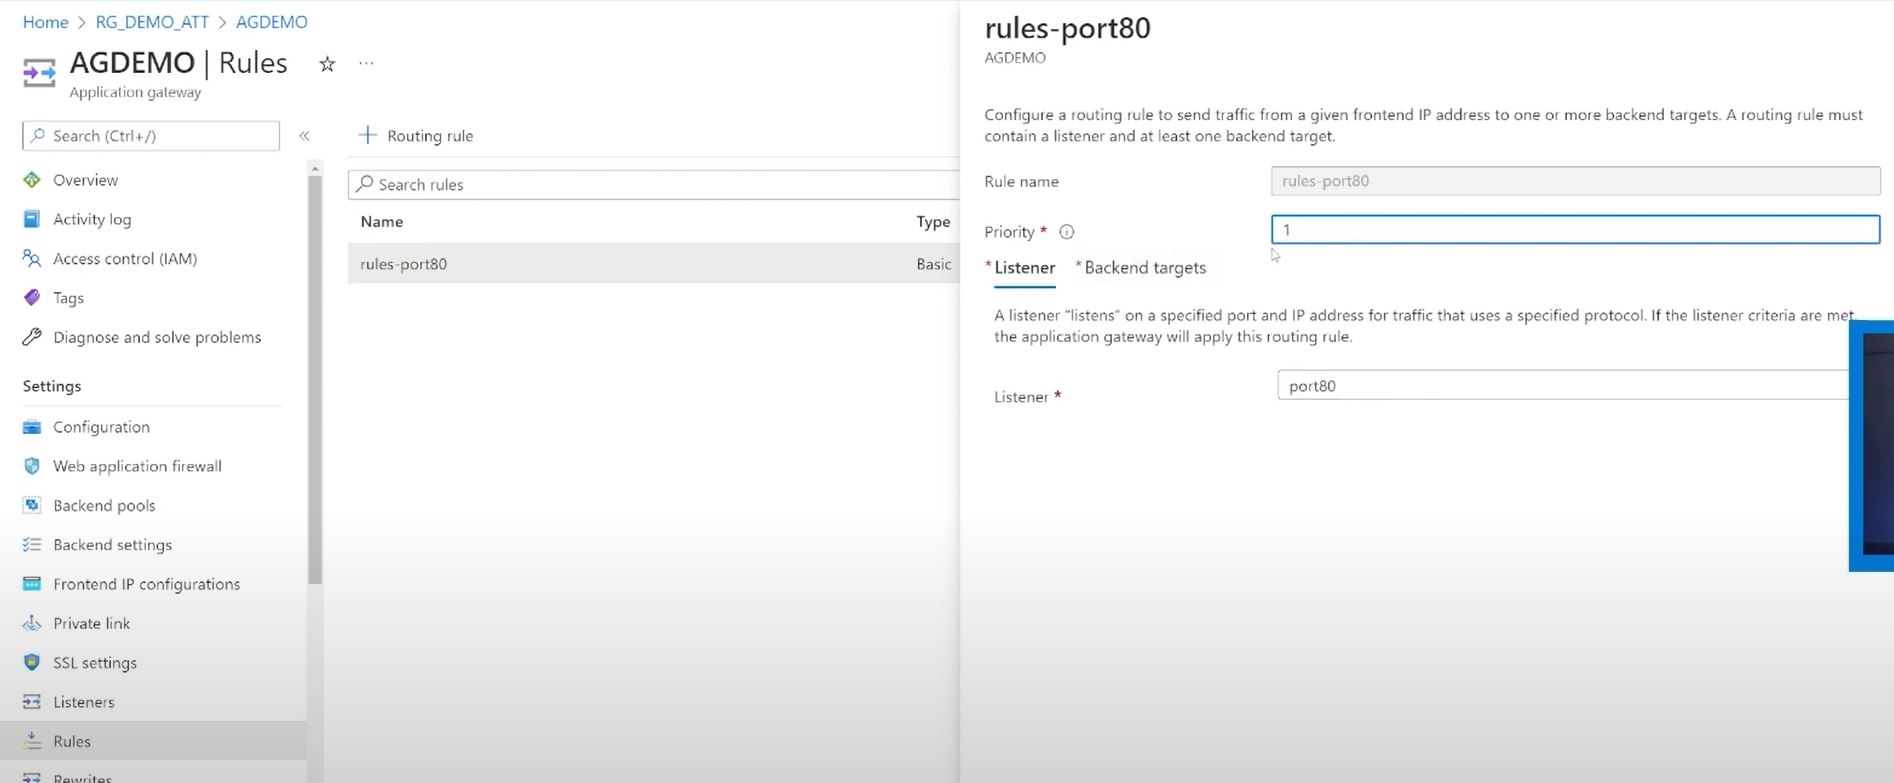 Home > RG_DEMO_ATT > AGDEMO
AGDEMO | Rules
Application gateway
Search (Ctrl+/)
Overview
Activity log
Access control (IAM)
Tags
Diagnose and solve problems
Settings
Configuration
Web application firewall
Backend pools
Backend settings
Frontend IP configurations
Private link
SSL settings
Listeners
Rules
Rewrites
+ Routing rule
Search rules
Name Type
rules-port80 Basic
rules-port80
AGDEMO
Configure a routing rule to send traffic from a given frontend IP address to one or more backend targets. A routing rule must
contain a listener and at least one backend target.
Rule name rules-port80
Priority * 1
* Listener * Backend targets
A listener “listens” on a specified port and IP address for traffic that uses a specified protocol. If the listener criteria are met,
the application gateway will apply this routing rule.
Listener * port80